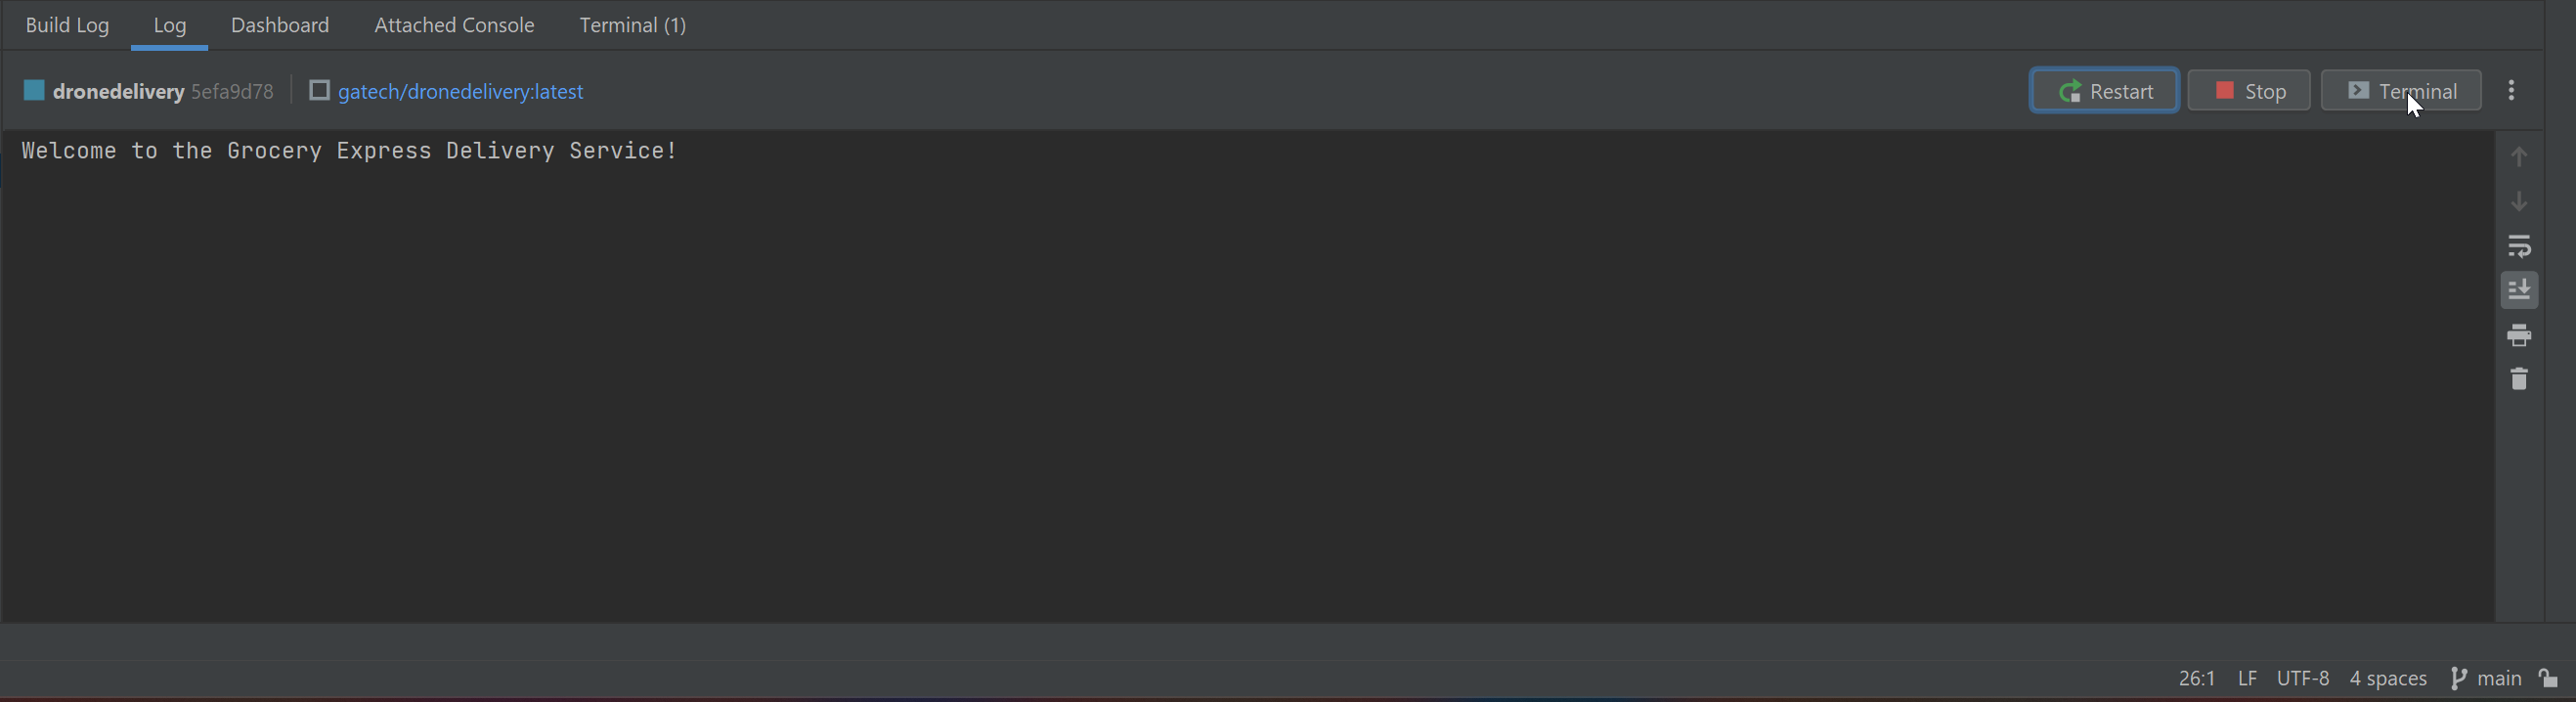 Build Log Log Dashboard Attached Console Terminal (1)
dronedelivery 5efa9d78 gatech/dronedelivery:latest Restart Stop Terminal
Welcome to the Grocery Express Delivery Service!
26:1 LF UTF-8 4 spaces main